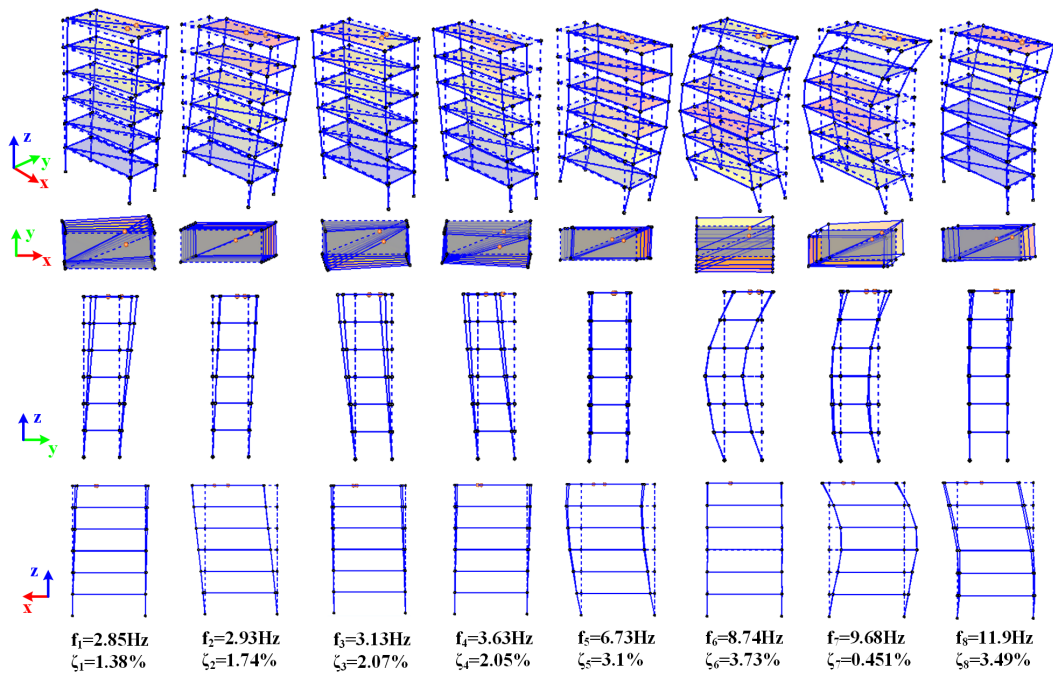 z
y
x
y
x
z
y
z
x
f₁=2.85Hz
ζ₁=1.38%
f₂=2.93Hz
ζ₂=1.74%
f₃=3.13Hz
ζ₃=2.07%
f₄=3.63Hz
ζ₄=2.05%
f₅=6.73Hz
ζ₅=3.1%
f₆=8.74Hz
ζ₆=3.73%
f₇=9.68Hz
ζ₇=0.451%
f₈=11.9Hz
ζ₈=3.49%